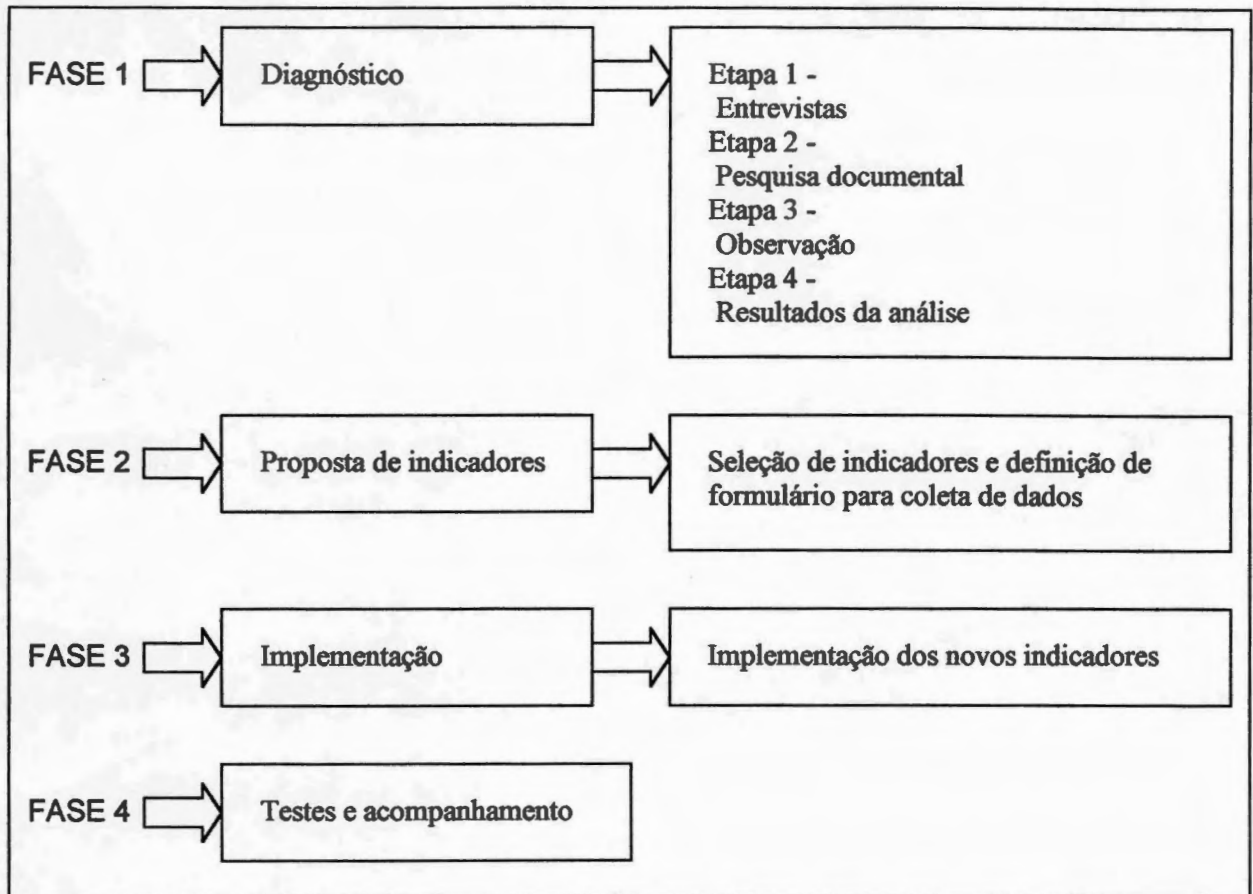 FASE 1
Diagnóstico
Etapa 1 -
Entrevistas
Etapa 2 -
Pesquisa documental
Etapa 3 -
Observação
Etapa 4 -
Resultados da análise
FASE 2
Proposta de indicadores
Seleção de indicadores e definição de
formulário para coleta de dados
FASE 3
Implementação
Implementação dos novos indicadores
FASE 4
Testes e acompanhamento